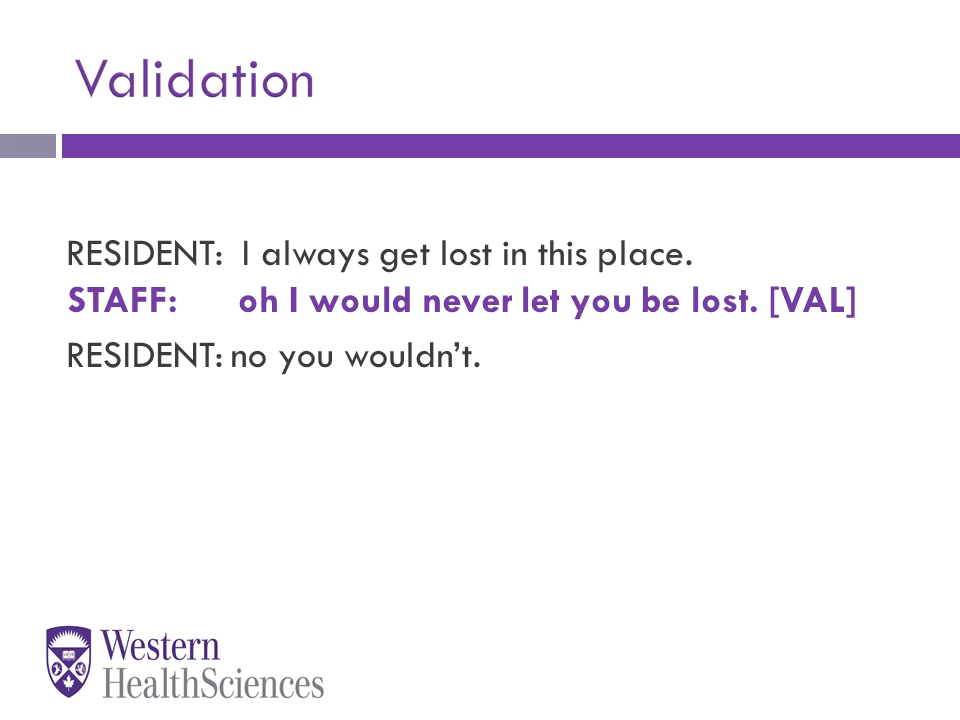 Validation
RESIDENT: I always get lost in this place.
STAFF: oh I would never let you be lost. [VAL]
RESIDENT: no you wouldn’t.
Western
HealthSciences